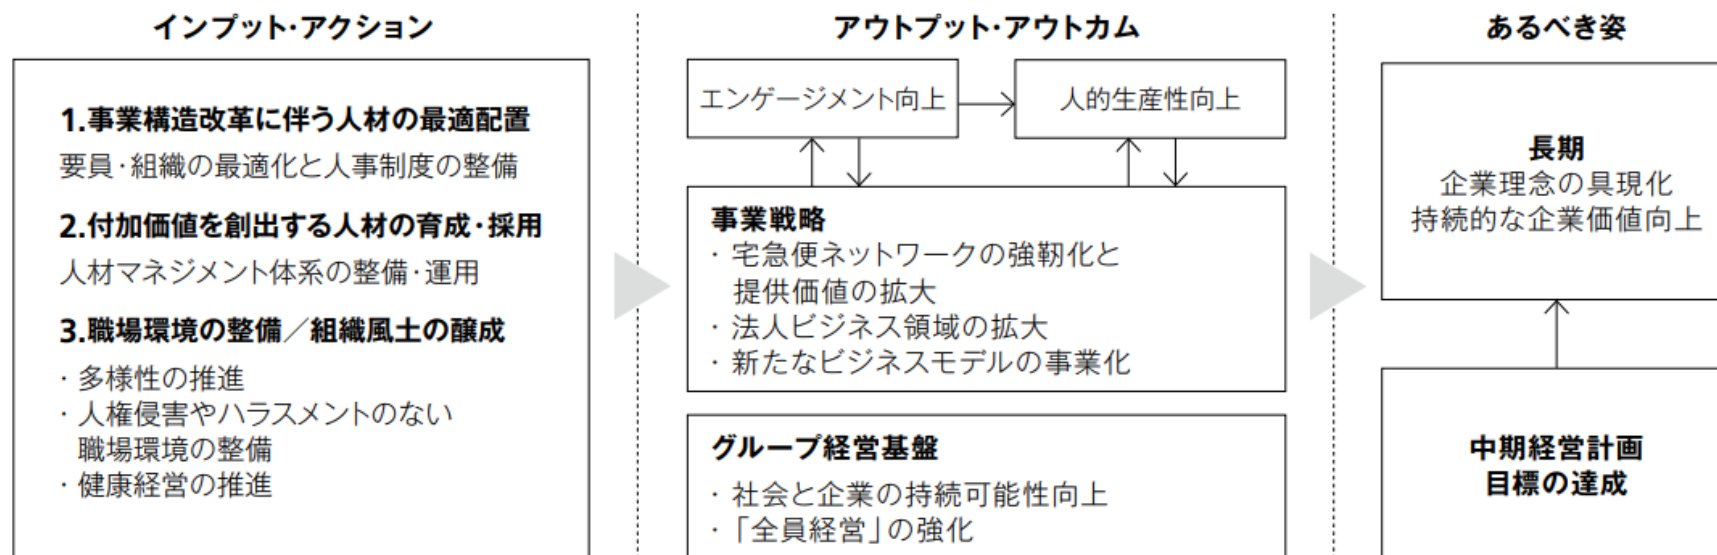 インプット・アクション
1.事業構造改革に伴う人材の最適配置
要員・組織の最適化と人事制度の整備
2.付加価値を創出する人材の育成・採用
人材マネジメント体系の整備・運用
3.職場環境の整備／組織風土の醸成
・多様性の推進
・人権侵害やハラスメントのない
職場環境の整備
・健康経営の推進
アウトプット・アウトカム
エンゲージメント向上
人的生産性向上
事業戦略
・宅急便ネットワークの強靭化と
提供価値の拡大
・法人ビジネス領域の拡大
・新たなビジネスモデルの事業化
グループ経営基盤
・社会と企業の持続可能性向上
・「全員経営」の強化
あるべき姿
長期
企業理念の具現化
持続的な企業価値向上
中期経営計画
目標の達成